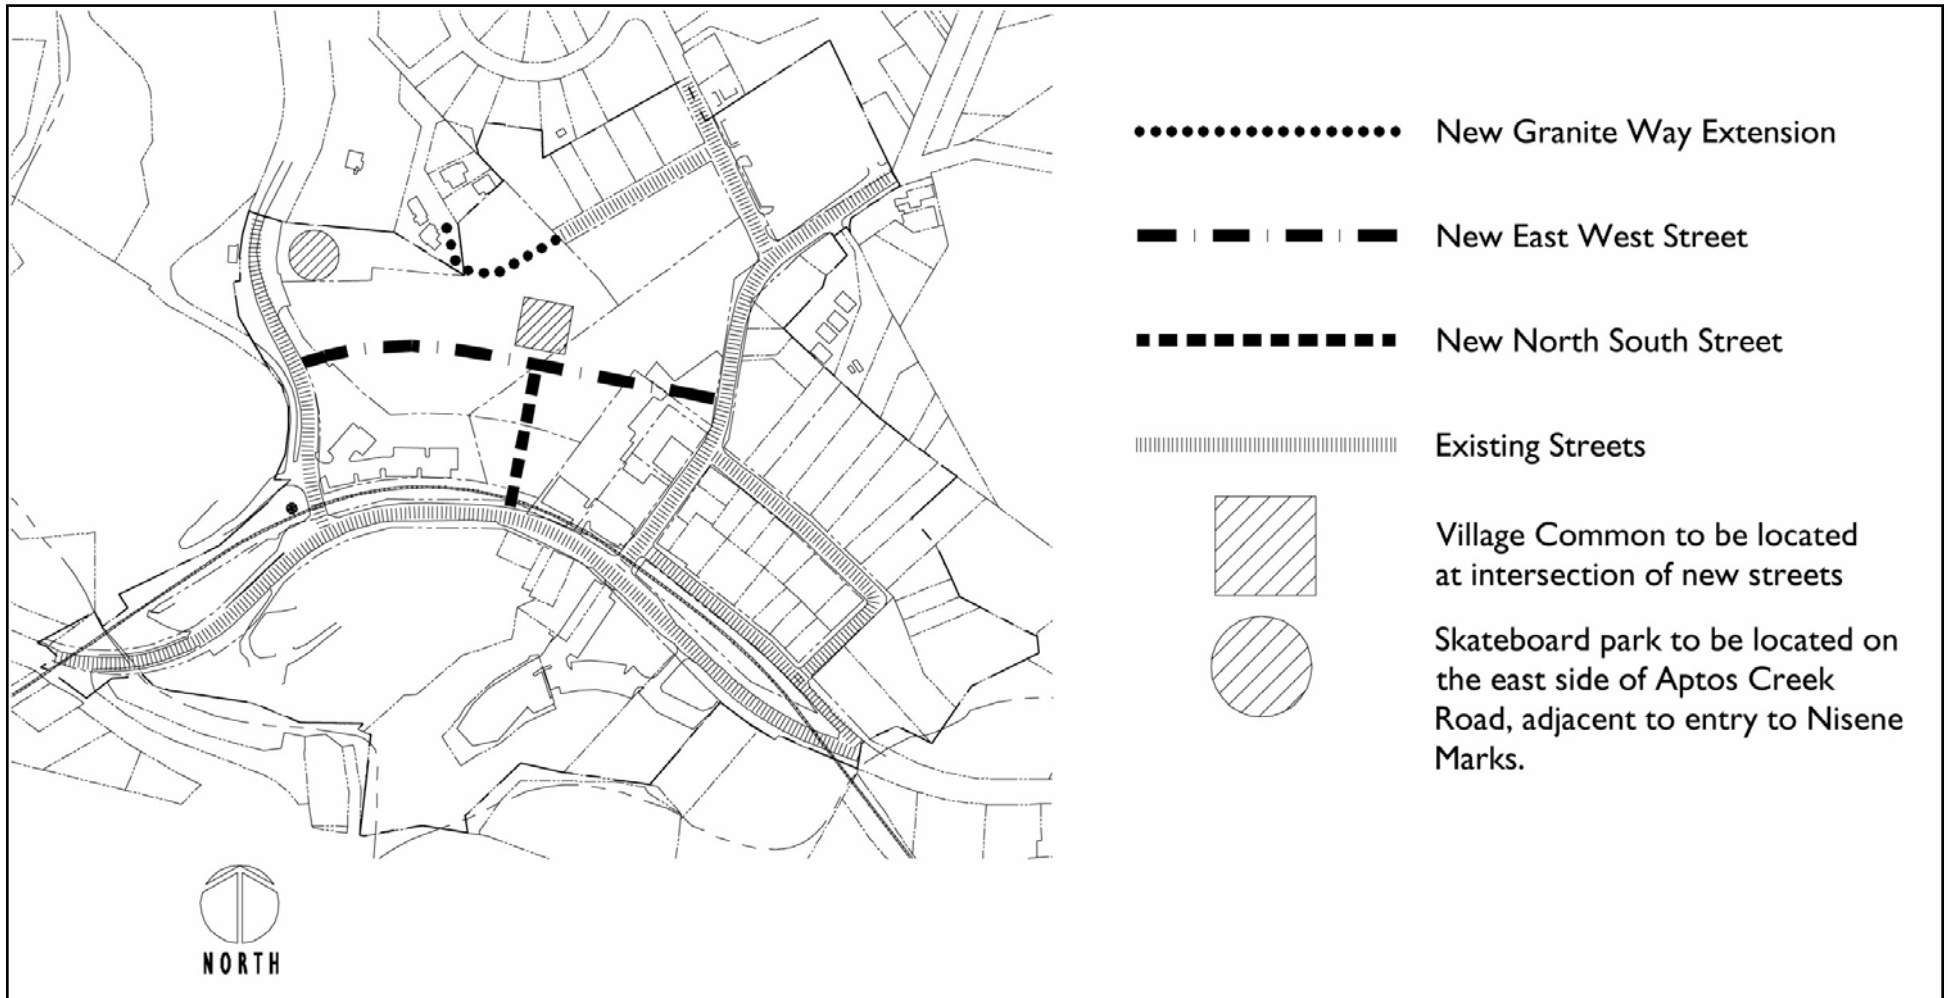 New Granite Way Extension
New East West Street
New North South Street
Existing Streets
Village Common to be located
at intersection of new streets
Skateboard park to be located on
the east side of Aptos Creek
Road, adjacent to entry to Nisene
Marks.
NORTH